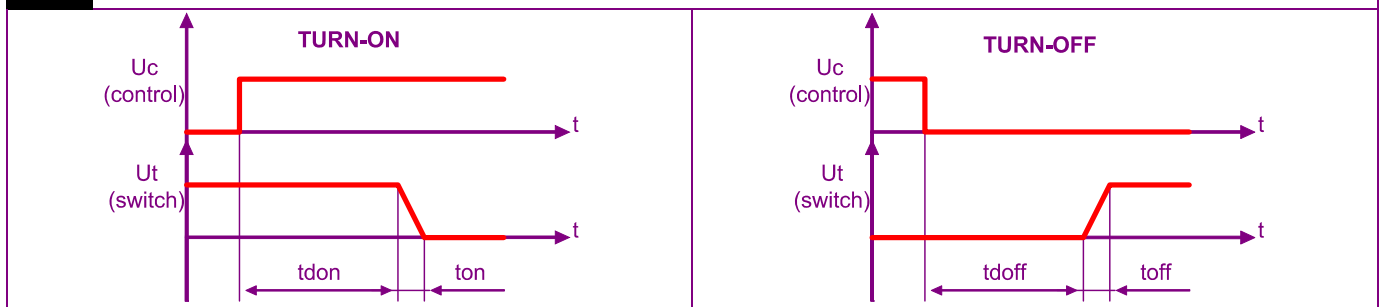 TURN-ON
Uc
(control)
t
Ut
(switch)
t
tdon
ton
TURN-OFF
Uc
(control)
t
Ut
(switch)
t
tdoff
toff